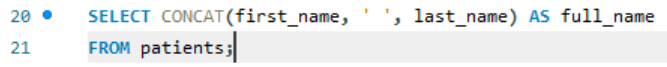 20 SELECT CONCAT(first_name, ' ', last_name) AS full_name
21 FROM patients;